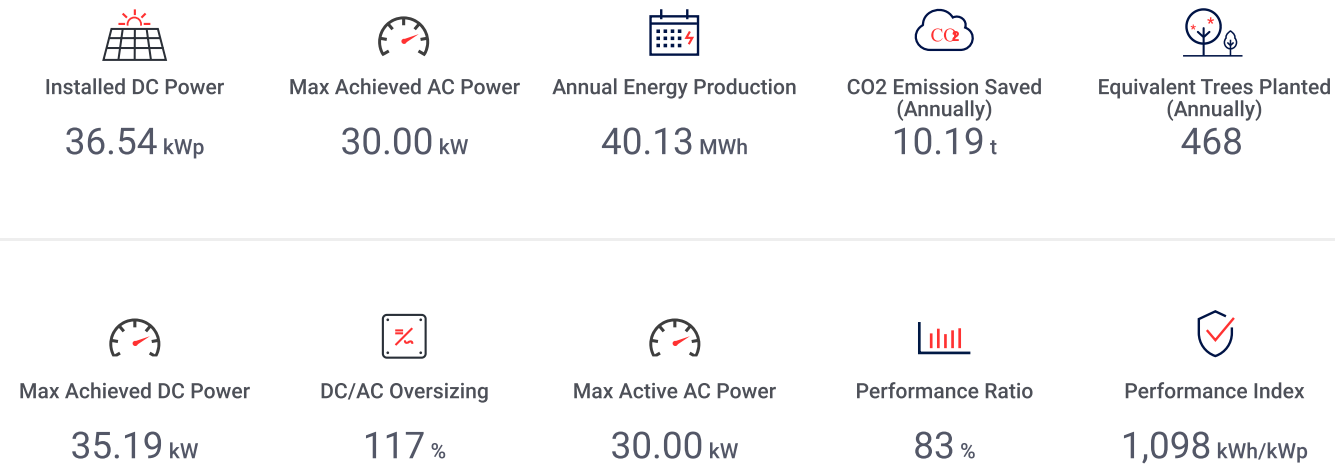 CO2
Installed DC Power
Max Achieved AC Power
Annual Energy Production
CO2 Emission Saved
(Annually)
Equivalent Trees Planted
(Annually)
36.54 kWp
30.00 kW
40.13 MWh
10.19 t
468
Max Achieved DC Power
DC/AC Oversizing
Max Active AC Power
Performance Ratio
Performance Index
35.19 kW
117 %
30.00 kW
83 %
1,098 kWh/kWp